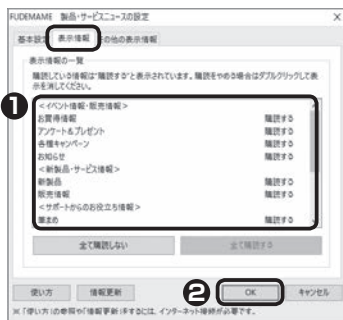 FUDEMAME 製品・サービスニュースの設定
基本設定 表示情報 その他の表示情報
表示情報の一覧
購読している情報は"購読する"と表示されています。購読をやめる場合はダブルクリックして表
示を消してください。
1
<イベント情報・販売情報>
お買得情報 購読する
アンケート&プレゼント 購読する
各種キャンペーン 購読する
お知らせ 購読する
<新製品・サービス情報>
新製品 購読する
販売情報 購読する
<サポートからのお役立ち情報>
筆まめ 購読する
全て購読しない 全て購読する
2
使い方 情報更新 OK キャンセル
※「使い方」の参照や「情報更新」をするには、インターネット接続が必要です。